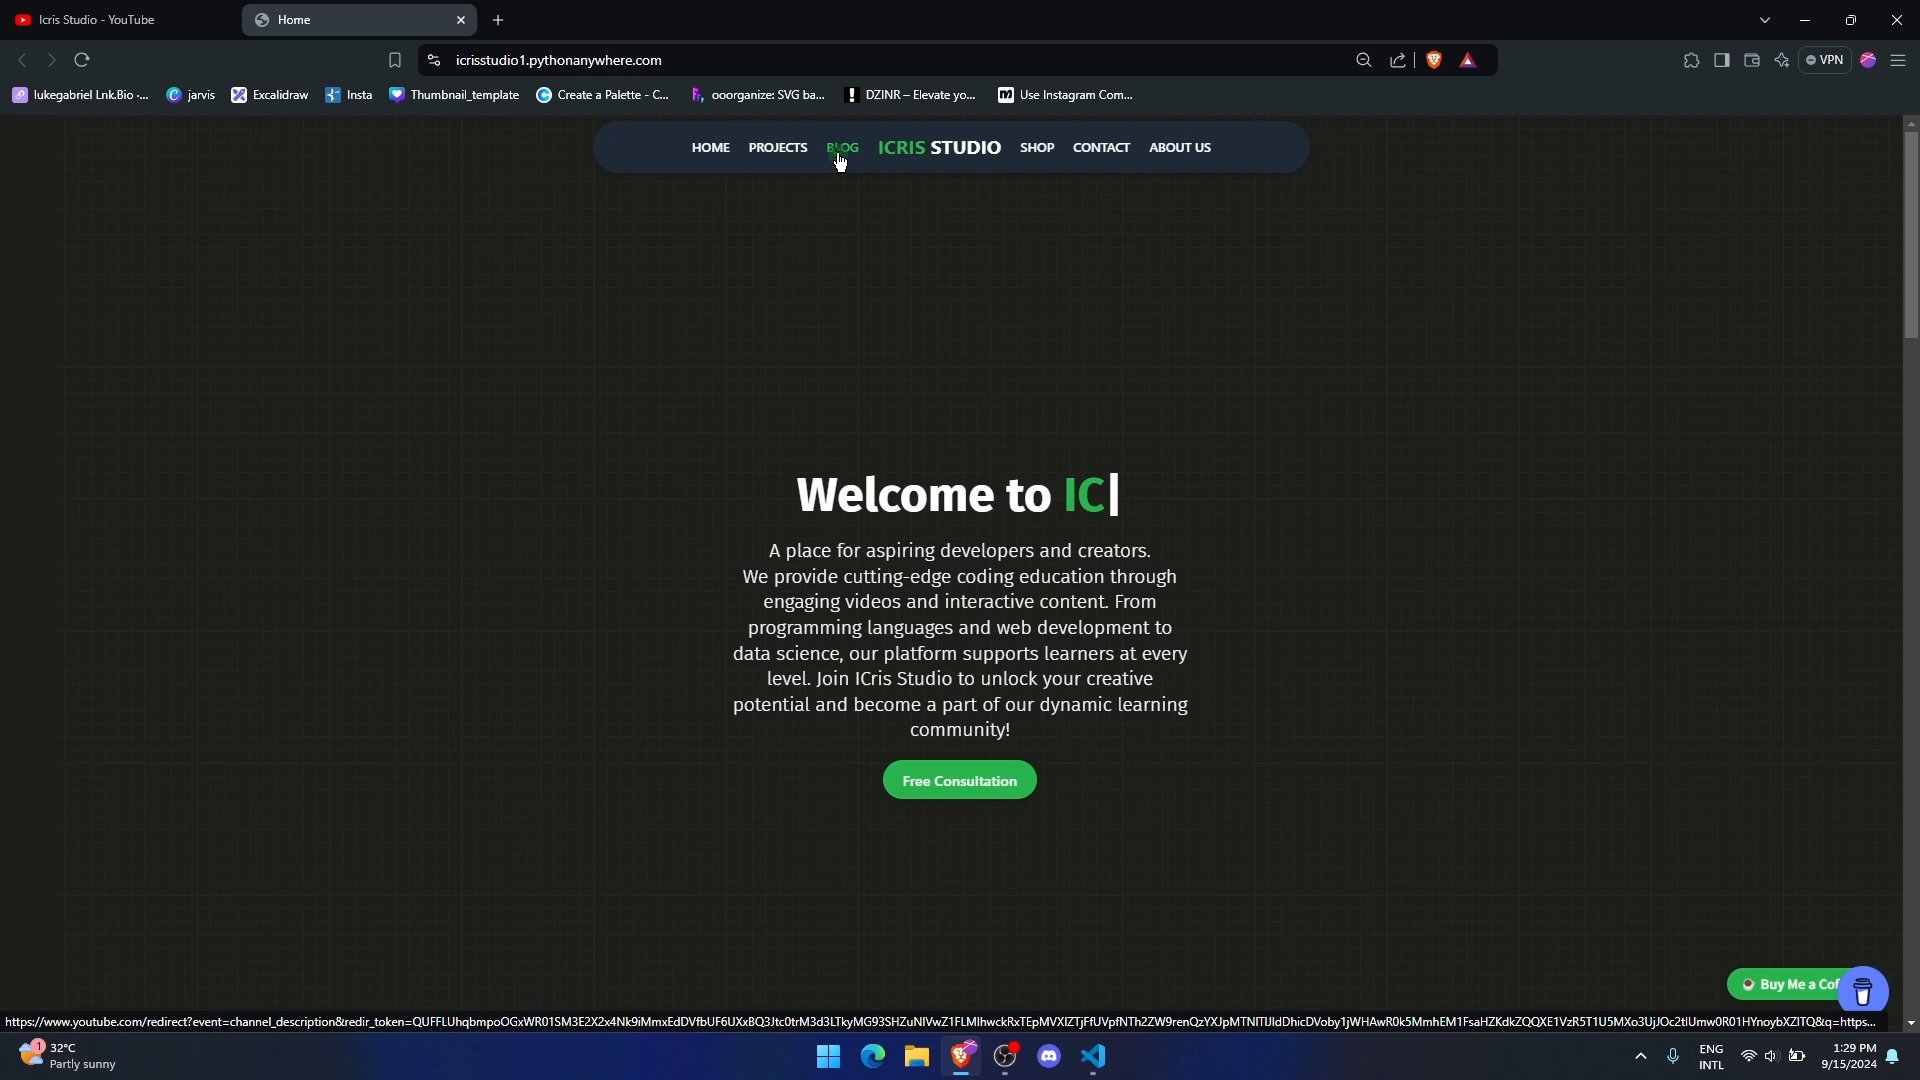 Icris Studio - YouTube
Home
icrisstudio1.pythonanywhere.com
VPN
lukegabriel Lnk.Bio ·...
jarvis
Excalidraw
Insta
Thumbnail_template
Create a Palette - C...
ooorganize: SVG ba...
DZINR – Elevate yo...
Use Instagram Com...
HOME PROJECTS BLOG ICRIS STUDIO SHOP CONTACT ABOUT US
Welcome to IC|
A place for aspiring developers and creators.
We provide cutting-edge coding education through
engaging videos and interactive content. From
programming languages and web development to
data science, our platform supports learners at every
level. Join ICris Studio to unlock your creative
potential and become a part of our dynamic learning
community!
Free Consultation
Buy Me a Cof
1
32°C
Partly sunny
ENG
INTL
1:29 PM
9/15/2024